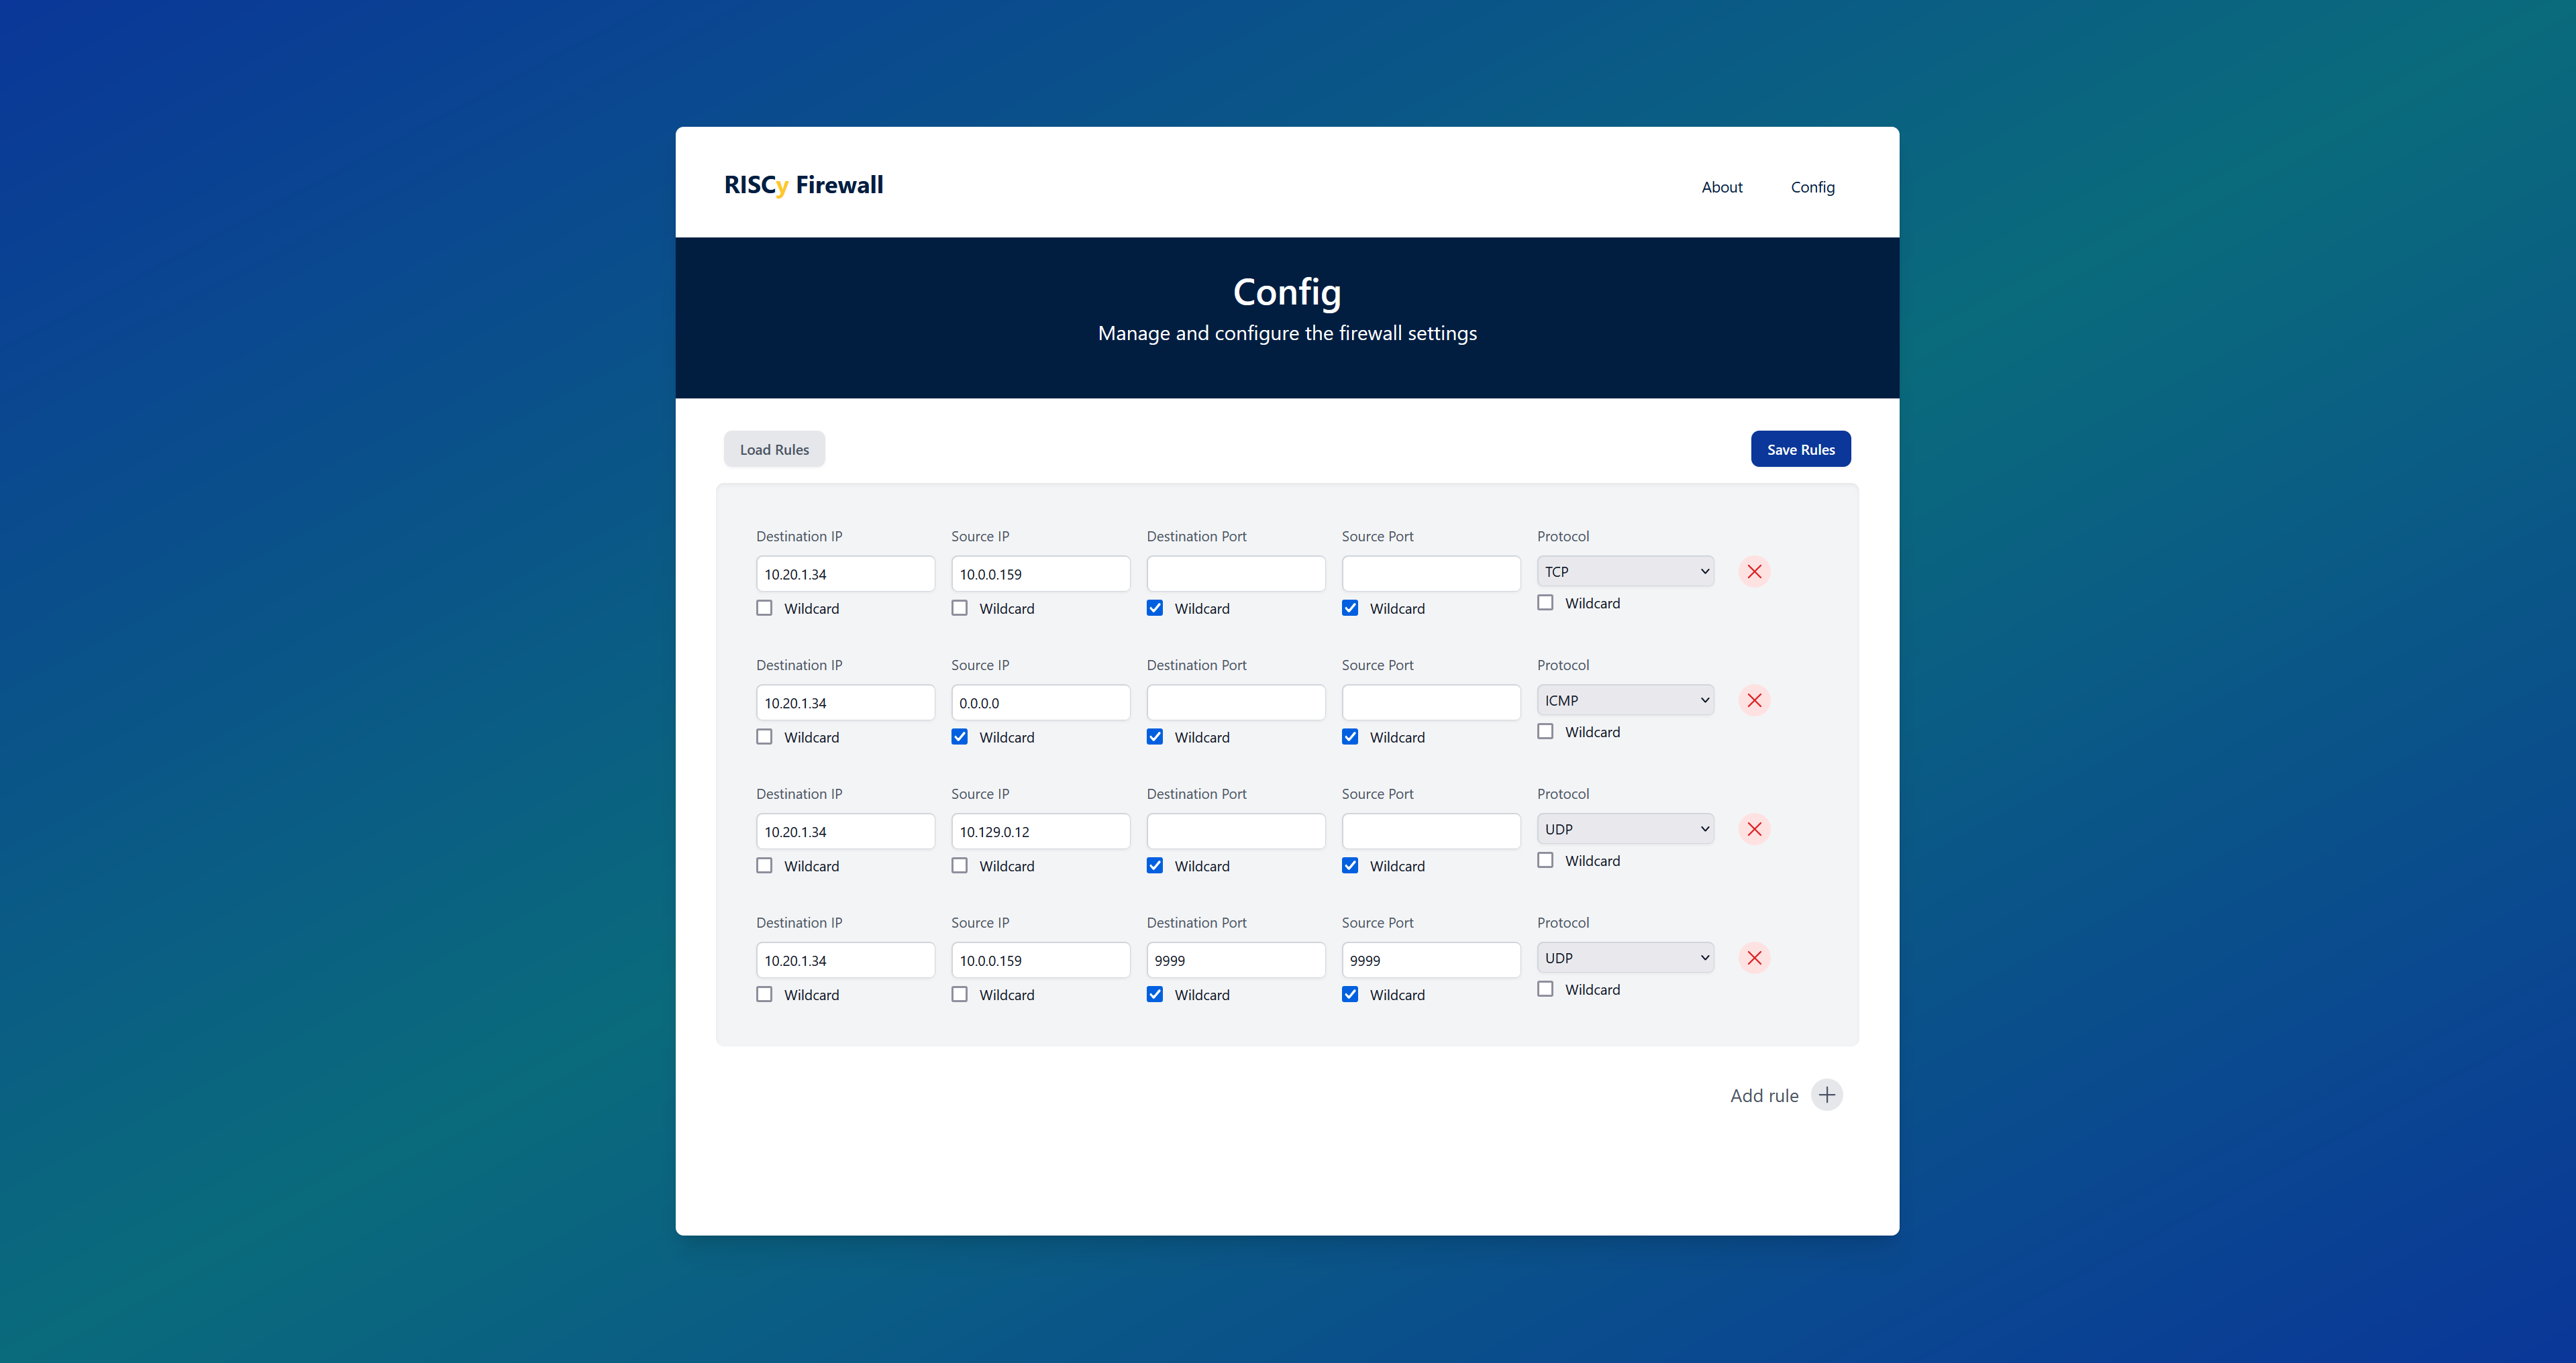 RISCy Firewall About Config
Config
Manage and configure the firewall settings
Load Rules Save Rules
Destination IP Source IP Destination Port Source Port Protocol
10.20.1.34 10.0.0.159 TCP
Wildcard Wildcard Wildcard Wildcard Wildcard
Destination IP Source IP Destination Port Source Port Protocol
10.20.1.34 0.0.0.0 ICMP
Wildcard Wildcard Wildcard Wildcard Wildcard
Destination IP Source IP Destination Port Source Port Protocol
10.20.1.34 10.129.0.12 UDP
Wildcard Wildcard Wildcard Wildcard Wildcard
Destination IP Source IP Destination Port Source Port Protocol
10.20.1.34 10.0.0.159 9999 9999 UDP
Wildcard Wildcard Wildcard Wildcard Wildcard
Add rule